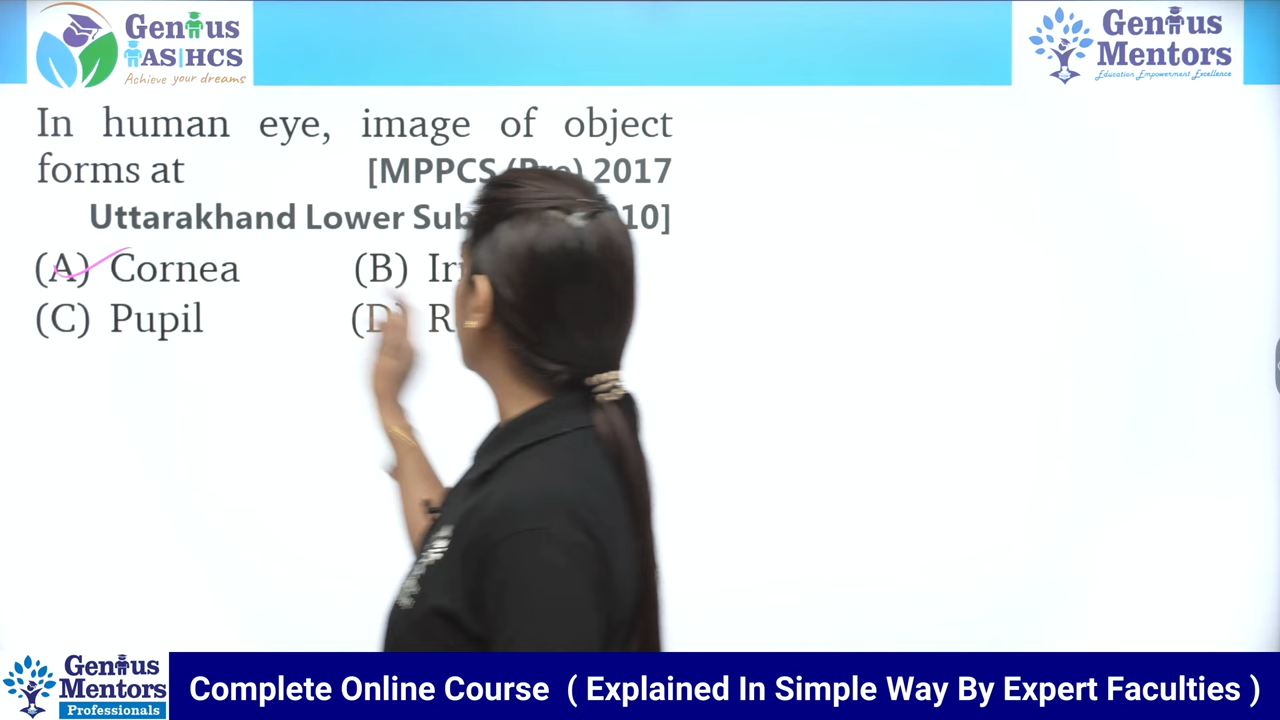 Genius
IAS|HCS
Achieve your dreams
Genius
Mentors
Education Empowerment Excellence
In human eye, image of object
forms at [MPPCS (Pre) 2017
Uttarakhand Lower 10]
(A) Cornea (B)
(C) Pupil (D)
Genius
Mentors
Professionals
Complete Online Course ( Explained In Simple Way By Expert Faculties )